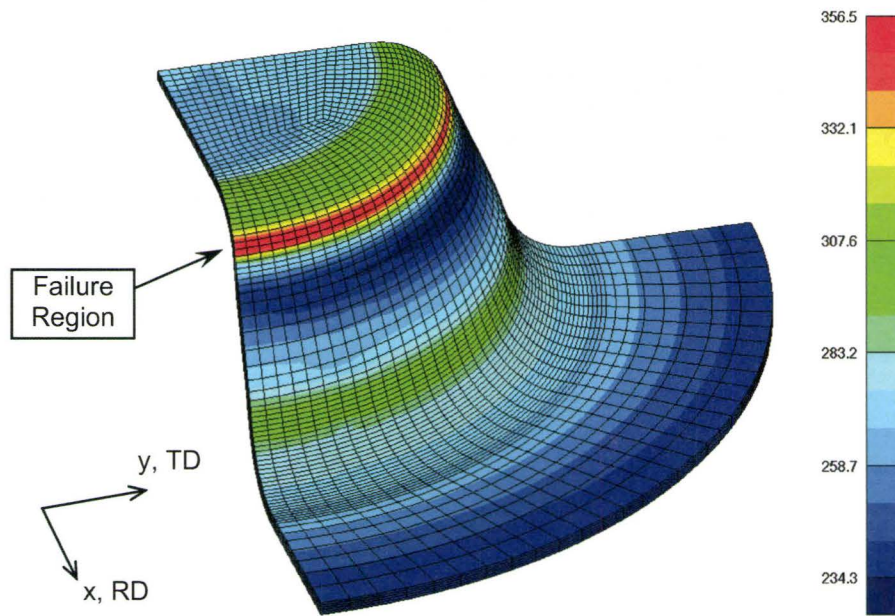 356.5
332.1
307.6
283.2
258.7
234.3
Failure
Region
y, TD
x, RD